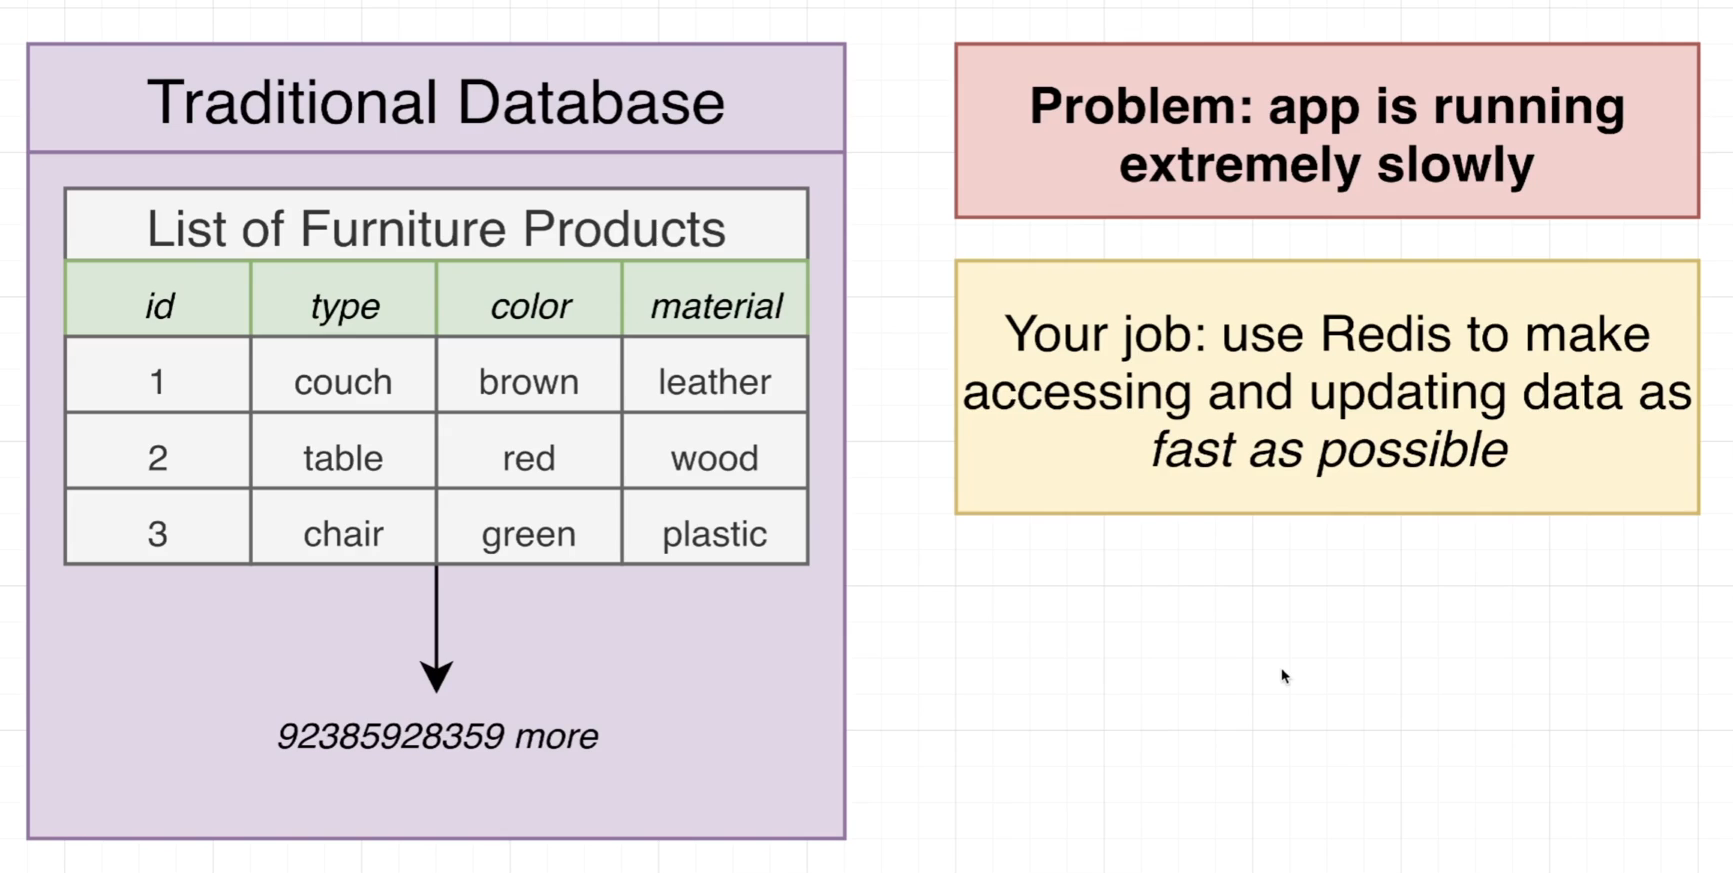 Traditional Database
List of Furniture Products
id type color material
1 couch brown leather
2 table red wood
3 chair green plastic
92385928359 more
Problem: app is running
extremely slowly
Your job: use Redis to make
accessing and updating data as
fast as possible